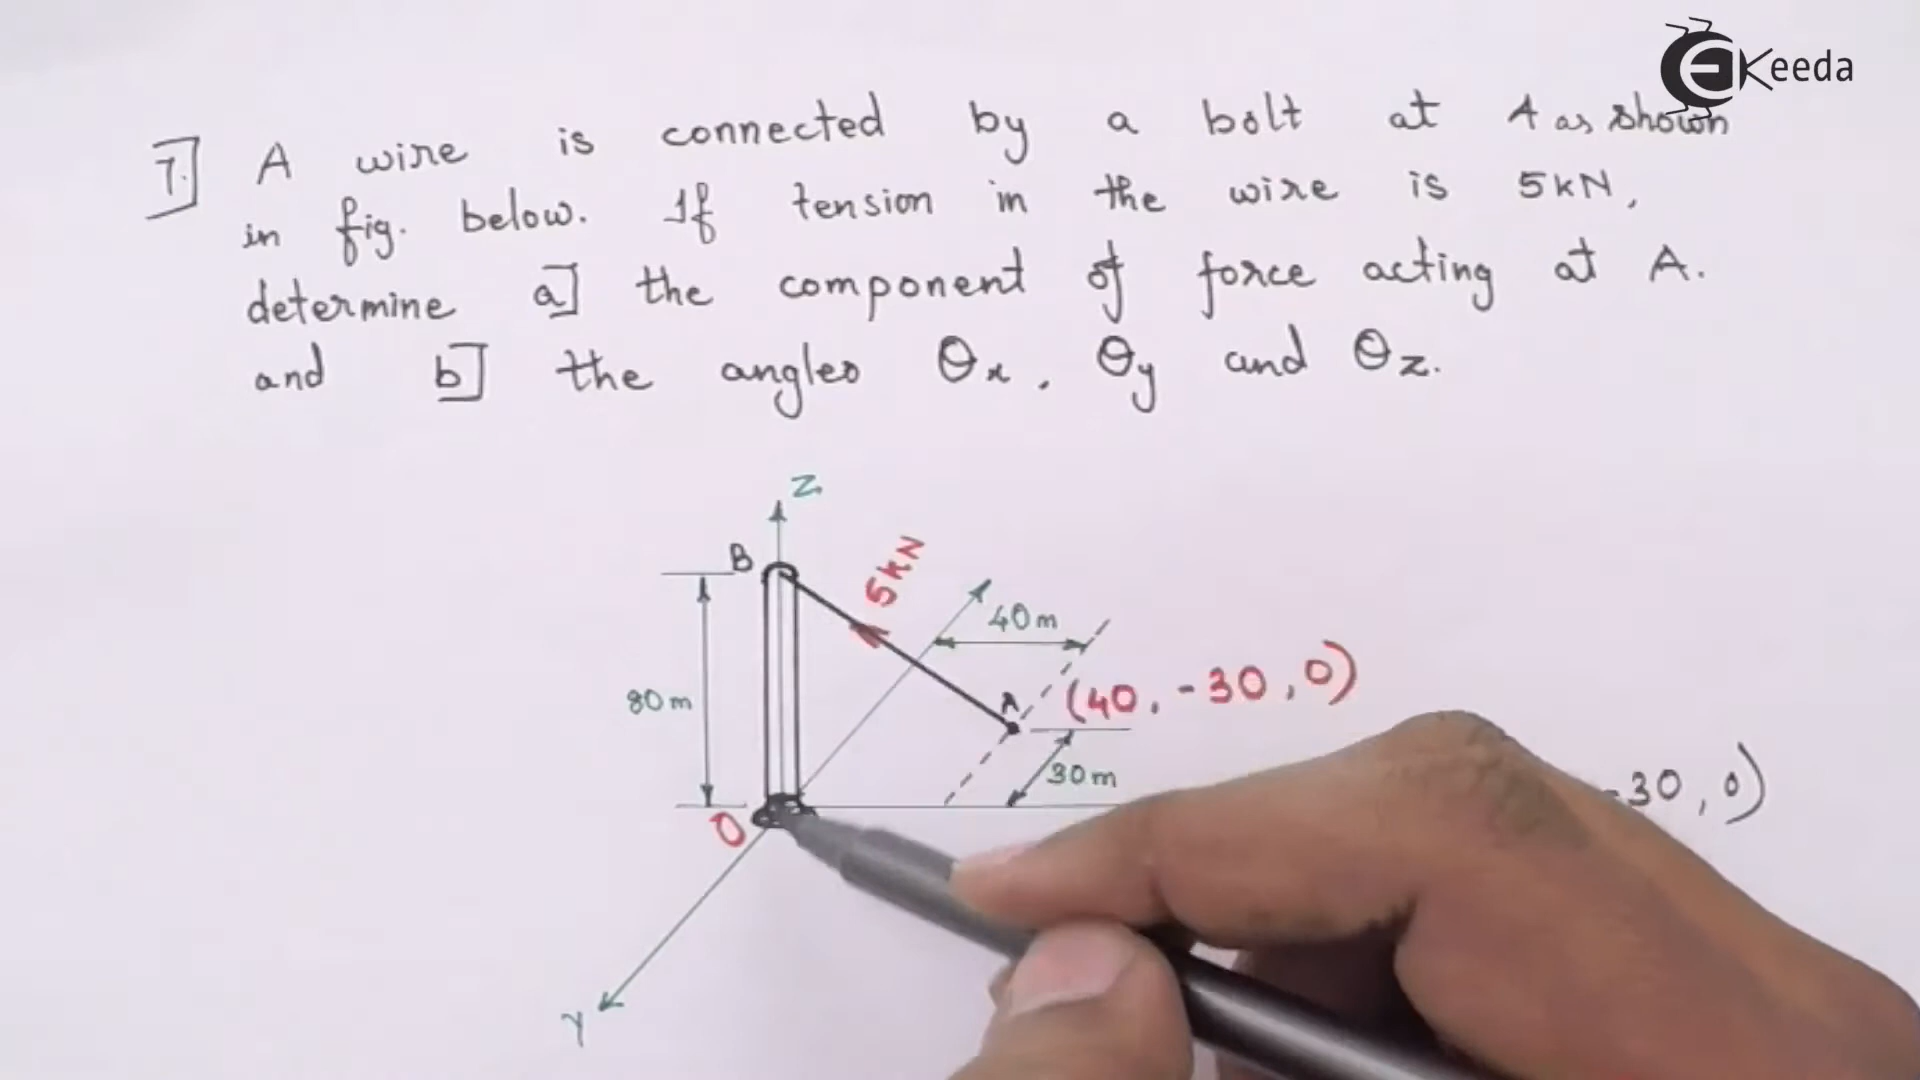 EKeeda
7.] A wire is connected by a bolt at A as shown
in fig. below. If tension in the wire is 5kN,
determine a] the component of force acting at A.
and b] the angles θx, θy and θz.
Z
B
5kN
40m
80m
A (40, -30, 0)
30m
-30, 0)
O
Y